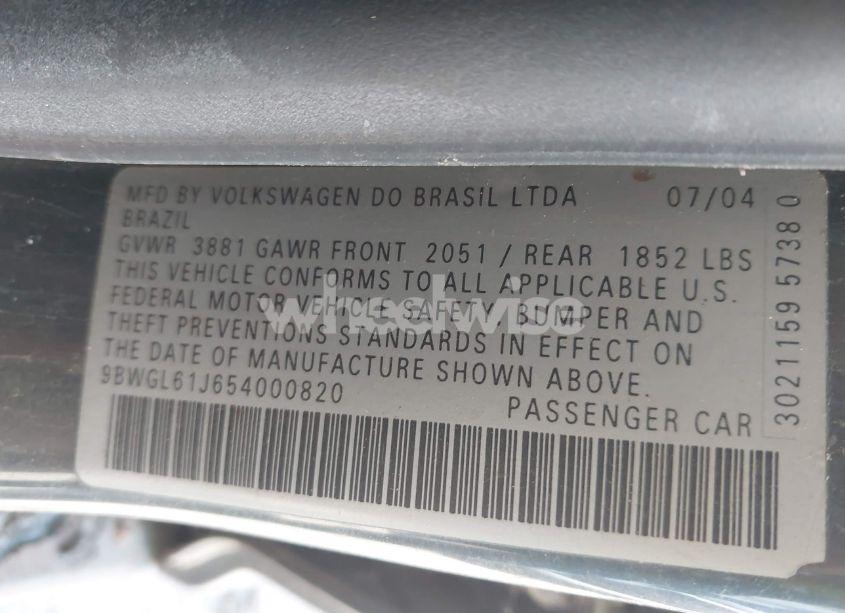 MFD BY VOLKSWAGEN DO BRASIL LTDA 07/04
BRAZIL
GVWR 3881 GAWR FRONT 2051 / REAR 1852 LBS
THIS VEHICLE CONFORMS TO ALL APPLICABLE U.S.
FEDERAL MOTOR VEHICLE SAFETY, BUMPER AND
THEFT PREVENTIONS STANDARDS IN EFFECT ON
THE DATE OF MANUFACTURE SHOWN ABOVE.
9BWGL61J654000820
PASSENGER CAR
3021159 5738 0
wheelwise